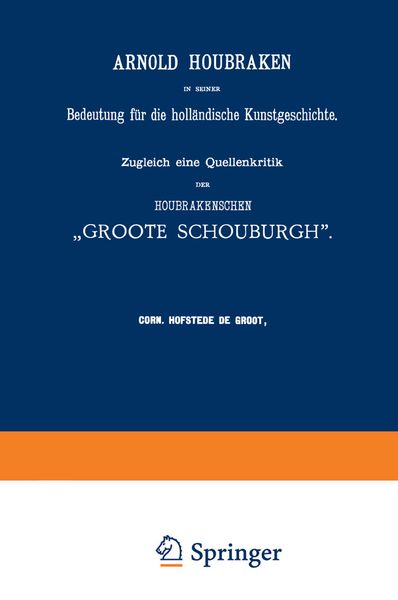 ARNOLD HOUBRAKEN
IN SEINER
Bedeutung für die holländische Kunstgeschichte.
Zugleich eine Quellenkritik
DER
HOUBRAKENSCHEN
„GROOTE SCHOUBURGH”.
CORN. HOFSTEDE DE GROOT,
Springer